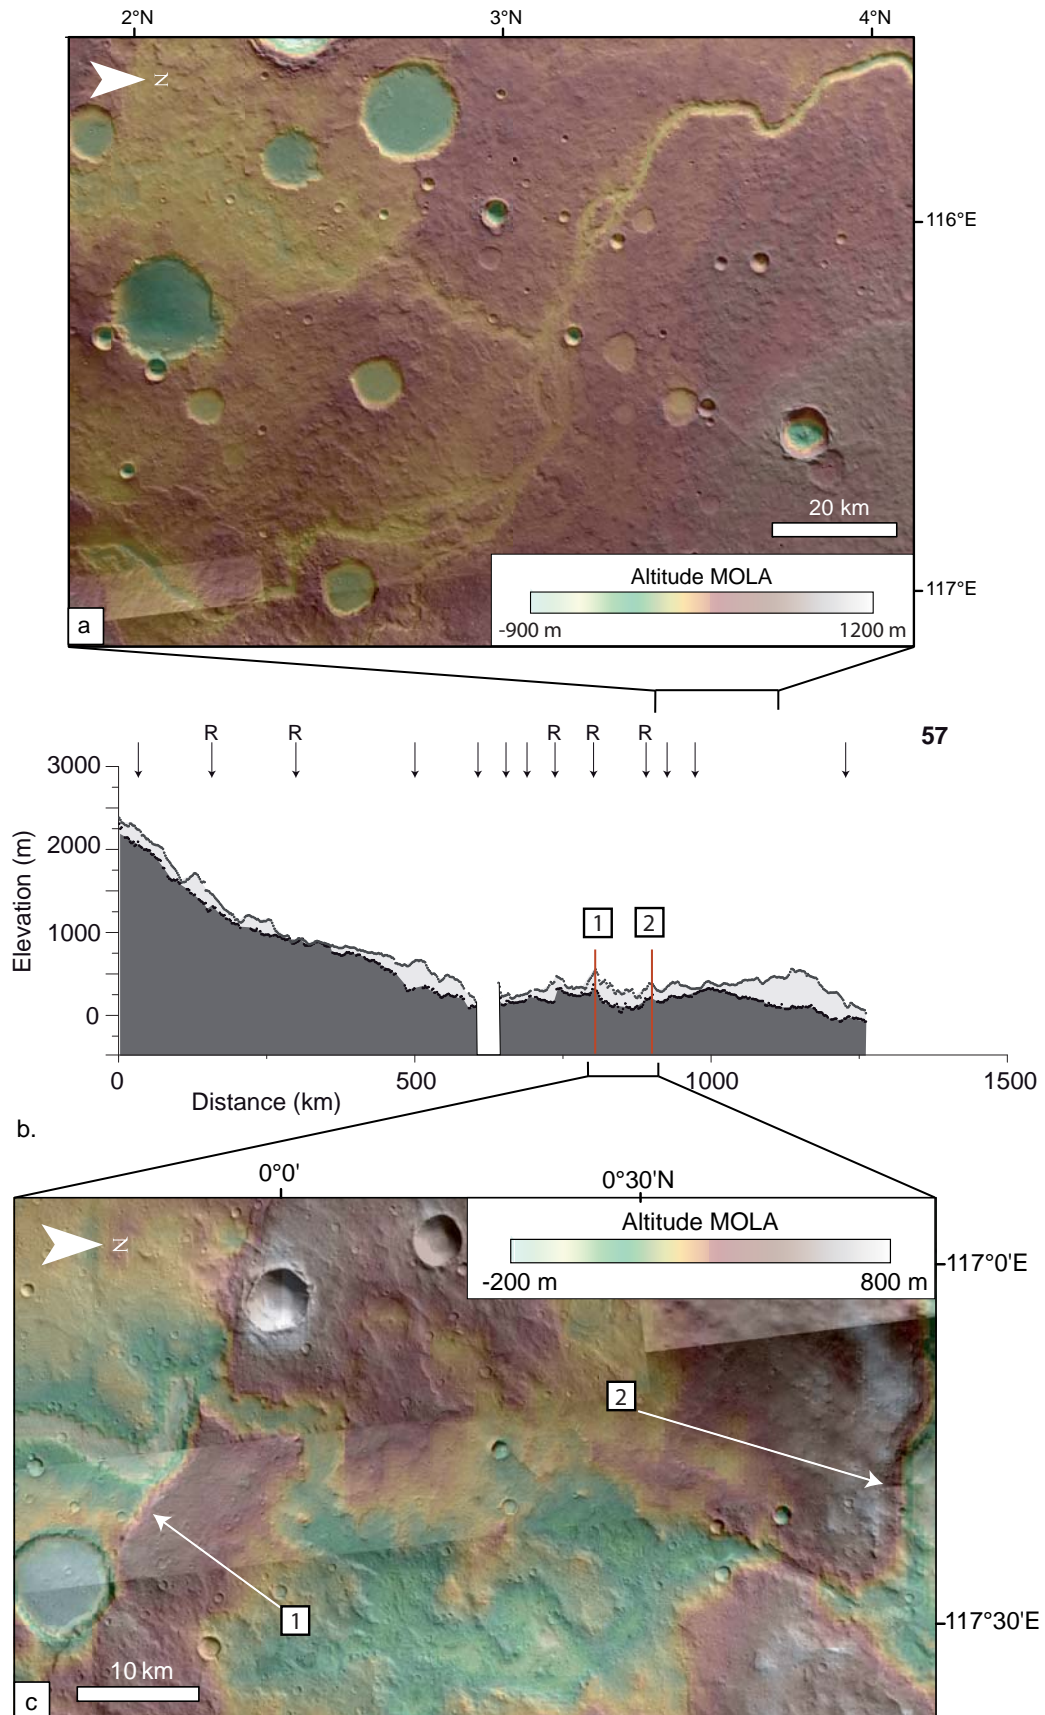 2°N 3°N 4°N
N
116°E
20 km
Altitude MOLA
-900 m 1200 m
117°E
a
R R R R R 57
3000
2000
1000
0
Elevation (m)
1 2
0 500 1000 1500
Distance (km)
b.
0°0' 0°30'N
N
Altitude MOLA
-200 m 800 m
117°0'E
2
1
117°30'E
10 km
c